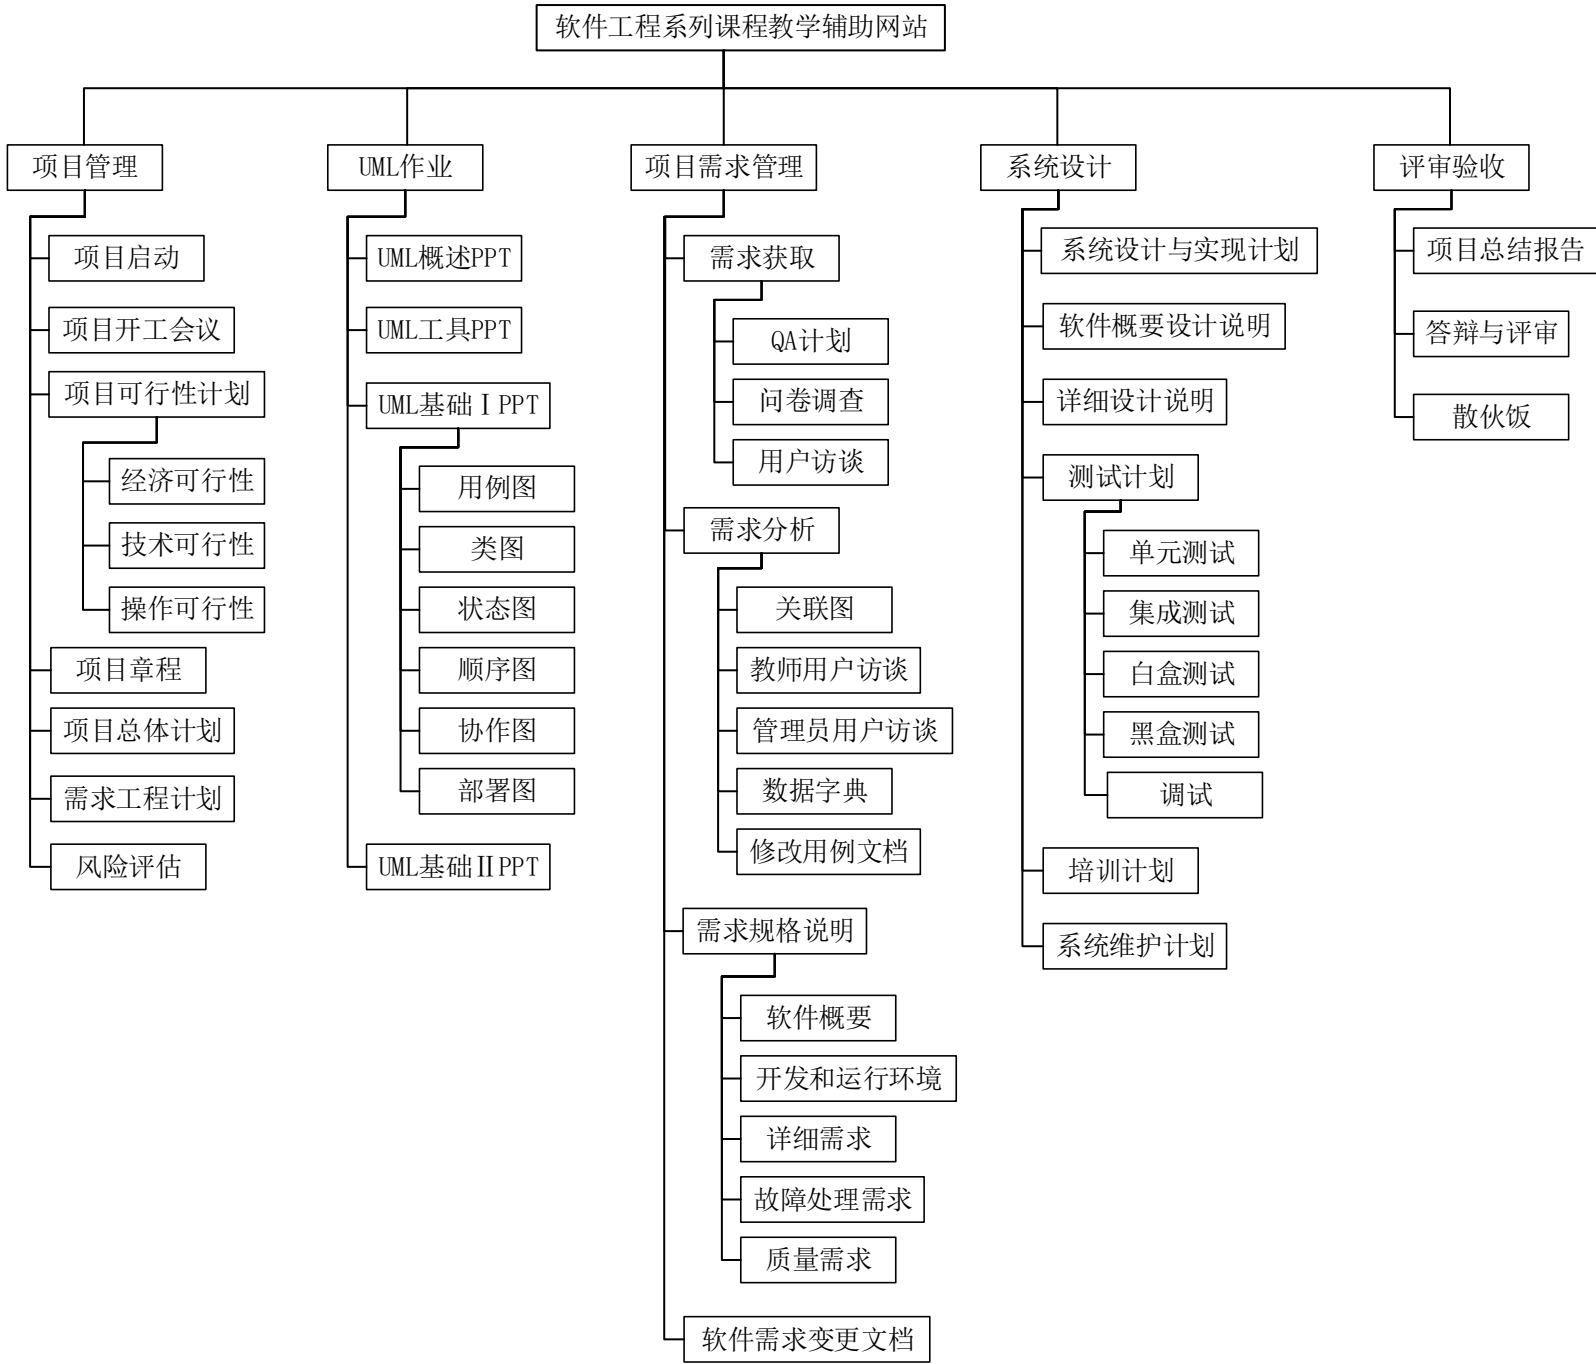 软件工程系列课程教学辅助网站
项目管理
项目启动
项目开工会议
项目可行性计划
经济可行性
技术可行性
操作可行性
项目章程
项目总体计划
需求工程计划
风险评估
UML作业
UML概述PPT
UML工具PPT
UML基础ⅠPPT
用例图
类图
状态图
顺序图
协作图
部署图
UML基础ⅡPPT
项目需求管理
需求获取
QA计划
问卷调查
用户访谈
需求分析
关联图
教师用户访谈
管理员用户访谈
数据字典
修改用例文档
需求规格说明
软件概要
开发和运行环境
详细需求
故障处理需求
质量需求
软件需求变更文档
系统设计
系统设计与实现计划
软件概要设计说明
详细设计说明
测试计划
单元测试
集成测试
白盒测试
黑盒测试
调试
培训计划
系统维护计划
评审验收
项目总结报告
答辩与评审
散伙饭